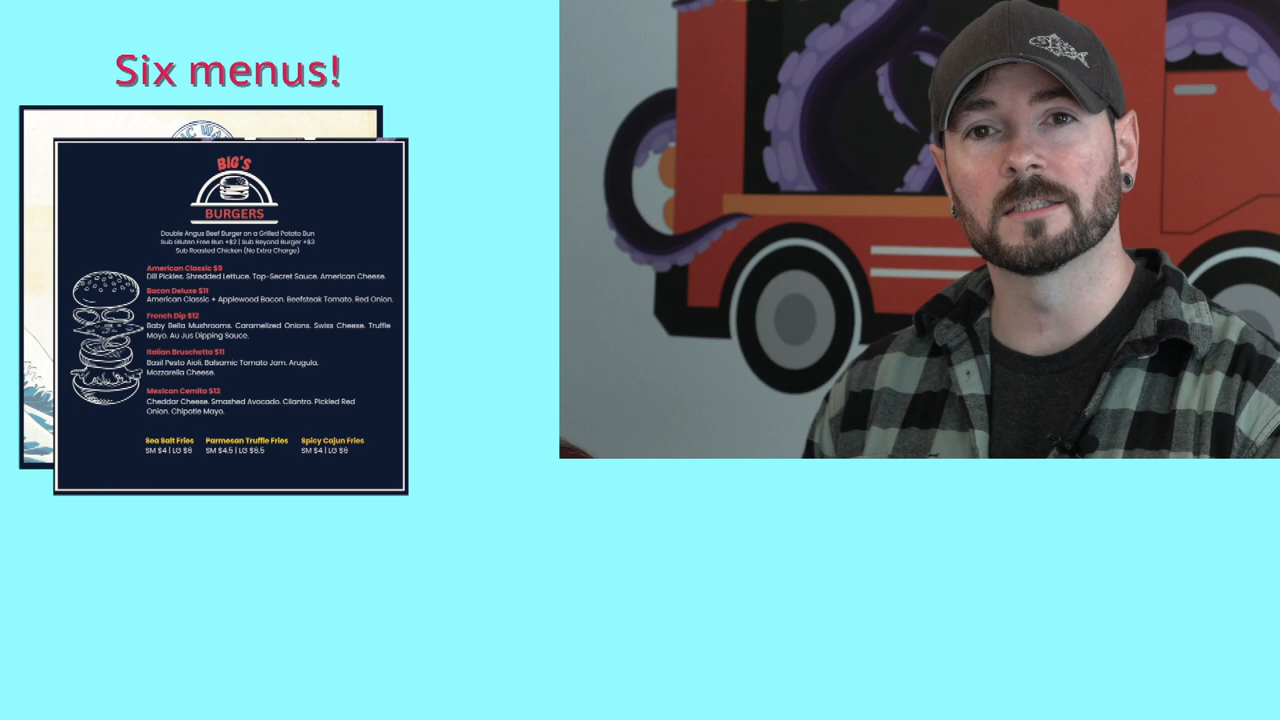 Six menus!
IC WA
BIG'S
BURGERS
Double Angus Beef Burger on a Grilled Potato Bun
Sub Gluten Free Bun +$2 | Sub Beyond Burger +$3
Sub Roasted Chicken (No Extra Charge)
American Classic $9
Dill Pickles. Shredded Lettuce. Top-Secret Sauce. American Cheese.
Bacon Deluxe $11
American Classic + Applewood Bacon. Beefsteak Tomato. Red Onion.
French Dip $12
Baby Bella Mushrooms. Caramelized Onions. Swiss Cheese. Truffle
Mayo. Au Jus Dipping Sauce.
Italian Bruschetta $11
Basil Pesto Aioli. Balsamic Tomato Jam. Arugula.
Mozzarella Cheese.
Mexican Cemita $12
Cheddar Cheese. Smashed Avocado. Cilantro. Pickled Red
Onion. Chipotle Mayo.
Sea Salt Fries Parmesan Truffle Fries Spicy Cajun Fries
SM $4 | LG $6 SM $4.5 | LG $6.5 SM $4 | LG $6